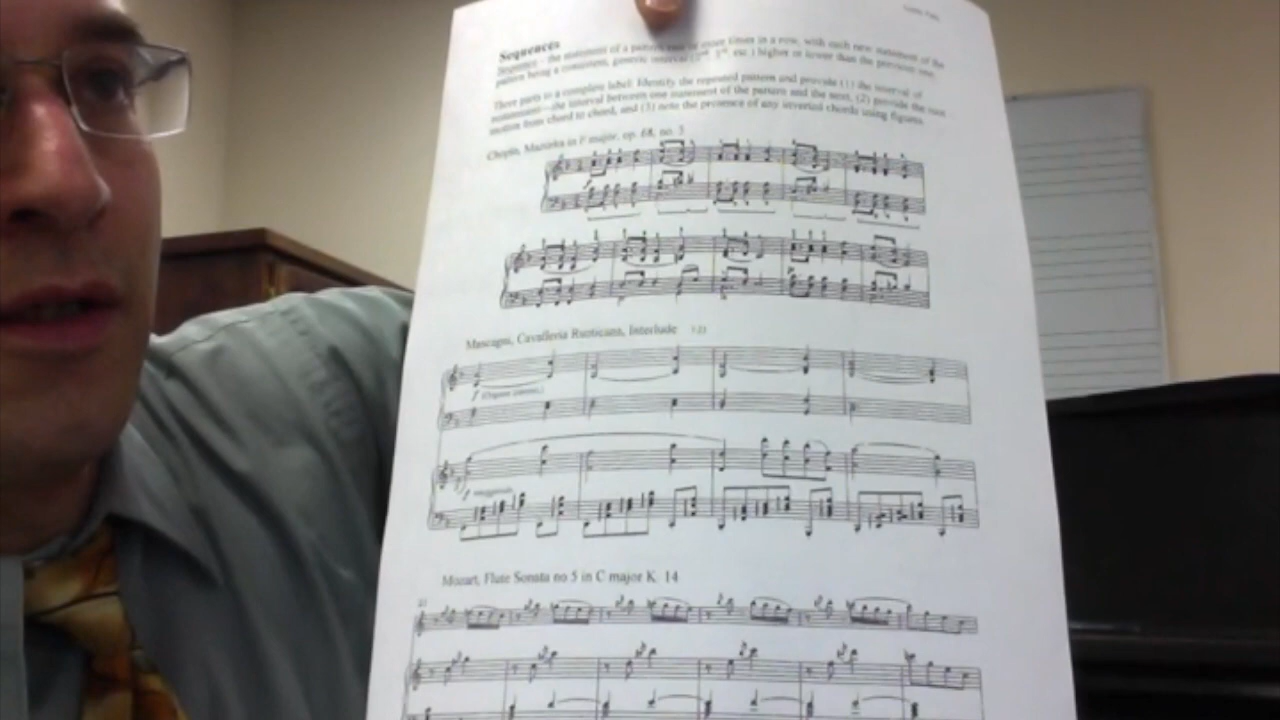 Sequences
Sequence – the restatement of a pattern two or more times in a row, with each new statement of the
pattern being a consistent, generic interval (2nd, 3rd, etc.) higher or lower than the previous one.
Three parts to a complete label: Identify the repeated pattern and provide (1) the interval of
restatement—the interval between one statement of the pattern and the next, (2) provide the root
motion from chord to chord, and (3) note the presence of any inverted chords using figures.
Chopin, Mazurka in F major, op. 68, no. 3
f
Mascagni, Cavalleria Rusticana, Interlude
f
f
Mozart, Flute Sonata no 5 in C major K. 14